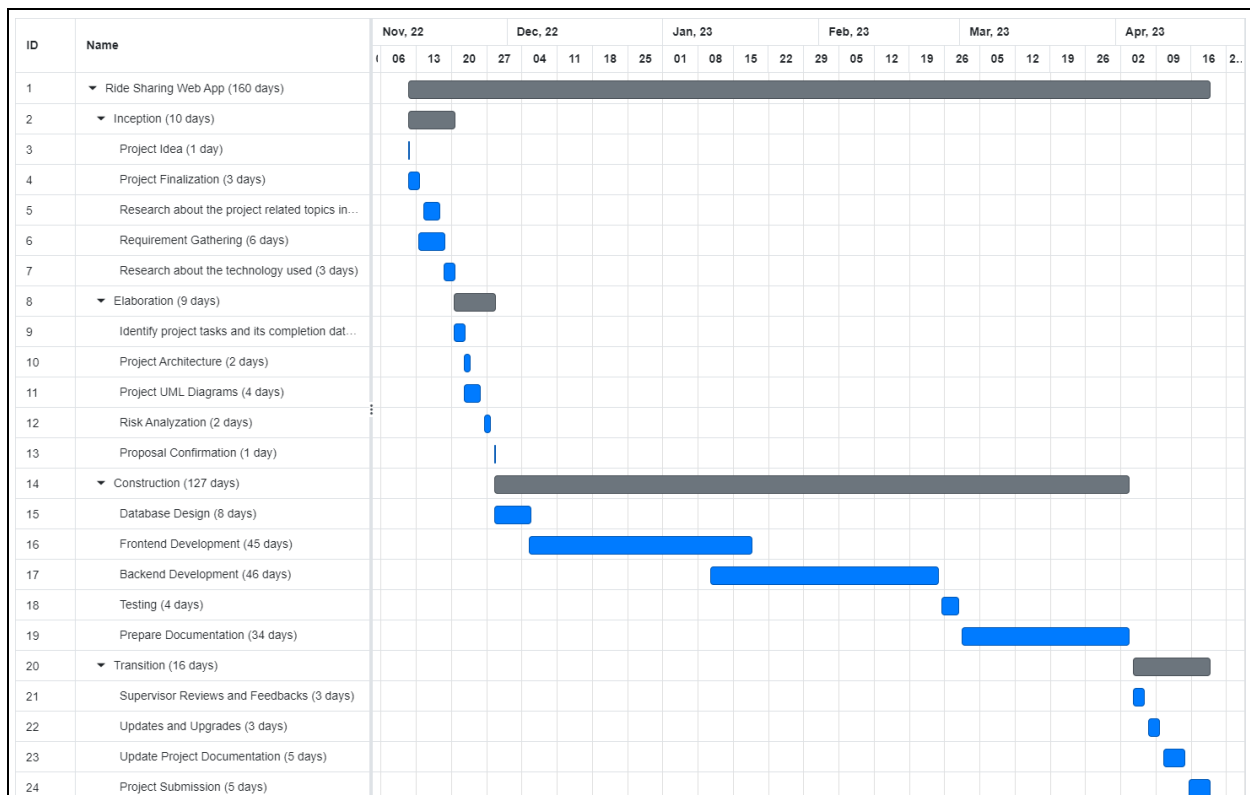 ID Name Nov, 22 Dec, 22 Jan, 23 Feb, 23 Mar, 23 Apr, 23
06 13 20 27 04 11 18 25 01 08 15 22 29 05 12 19 26 05 12 19 26 02 09 16 2...
1 Ride Sharing Web App (160 days)
2 Inception (10 days)
3 Project Idea (1 day)
4 Project Finalization (3 days)
5 Research about the project related topics in...
6 Requirement Gathering (6 days)
7 Research about the technology used (3 days)
8 Elaboration (9 days)
9 Identify project tasks and its completion dat...
10 Project Architecture (2 days)
11 Project UML Diagrams (4 days)
12 Risk Analyzation (2 days)
13 Proposal Confirmation (1 day)
14 Construction (127 days)
15 Database Design (8 days)
16 Frontend Development (45 days)
17 Backend Development (46 days)
18 Testing (4 days)
19 Prepare Documentation (34 days)
20 Transition (16 days)
21 Supervisor Reviews and Feedbacks (3 days)
22 Updates and Upgrades (3 days)
23 Update Project Documentation (5 days)
24 Project Submission (5 days)